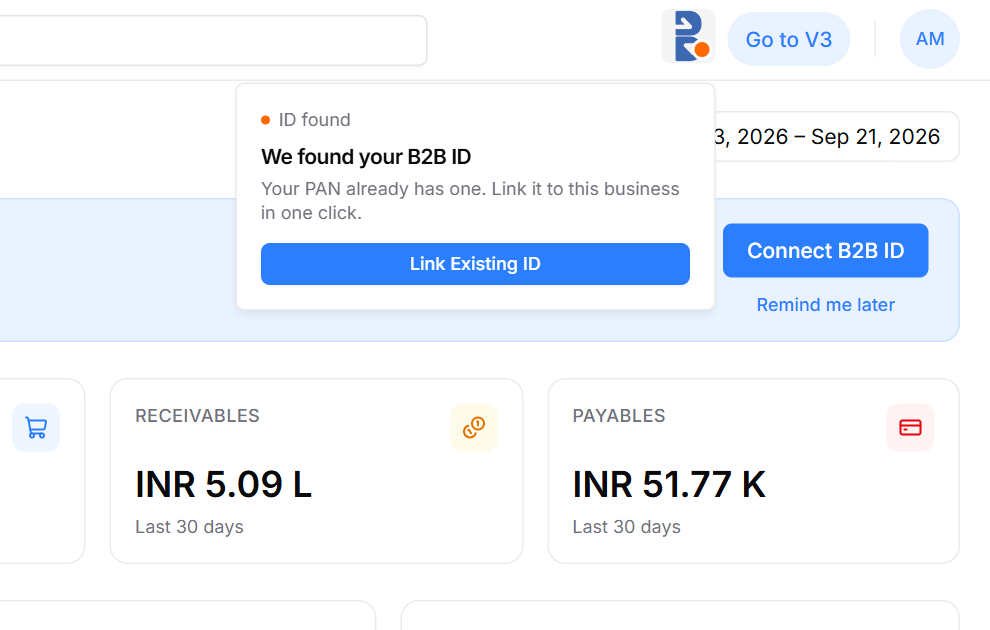 Go to V3
AM
ID found
We found your B2B ID
Your PAN already has one. Link it to this business
in one click.
Link Existing ID
3, 2026 – Sep 21, 2026
Connect B2B ID
Remind me later
RECEIVABLES
INR 5.09 L
Last 30 days
PAYABLES
INR 51.77 K
Last 30 days